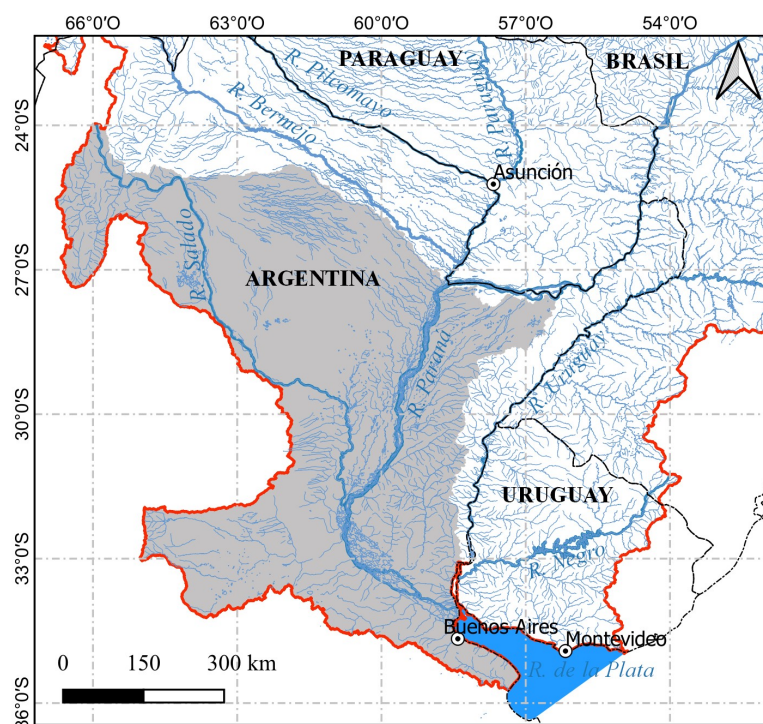 66°0'O 63°0'O 60°0'O 57°0'O 54°0'O
PARAGUAY
BRASIL
R. Pilcomayo
R. Paraguay
R. Bermejo
24°0'S
Asunción
R. Salado
27°0'S
ARGENTINA
R. Paraná
R. Uruguay
30°0'S
URUGUAY
33°0'S
R. Negro
Buenos Aires
Montevideo
R. de la Plata
0 150 300 km
36°0'S